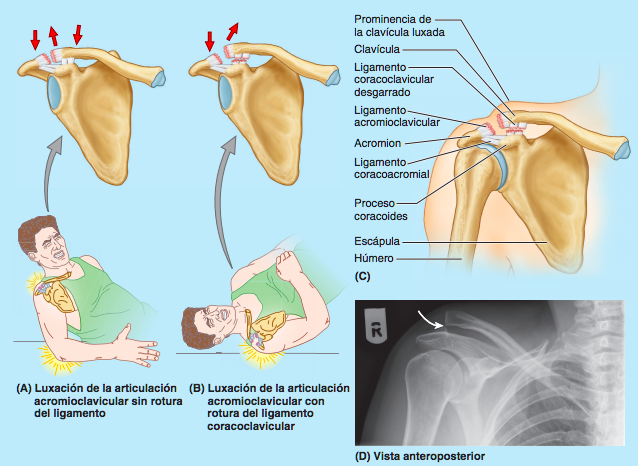 Prominencia de
la clavícula luxada
Clavícula
Ligamento
coracoclavicular
desgarrado
Ligamento
acromioclavicular
Acromion
Ligamento
coracoacromial
Proceso
coracoides
Escápula
Húmero
(C)
R
(A) Luxación de la articulación
acromioclavicular sin rotura
del ligamento
(B) Luxación de la articulación
acromioclavicular con
rotura del ligamento
coracoclavicular
(D) Vista anteroposterior